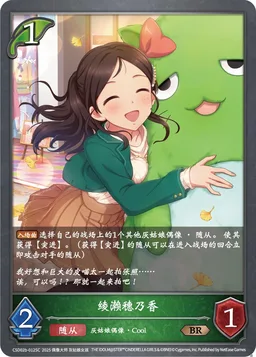 1
绫濑穗乃香
入场曲 选择自己的战场上的1个其他灰姑娘偶像・随从。使其
获得【突进】。（获得【突进】的随从可以在进入战场的回合立
即攻击对手的随从）
我好想和巨大的皮喵太一起拍张照……
诶，可以吗？？那就一起来拍吧！
2
随从
灰姑娘偶像・Cool
BR
1